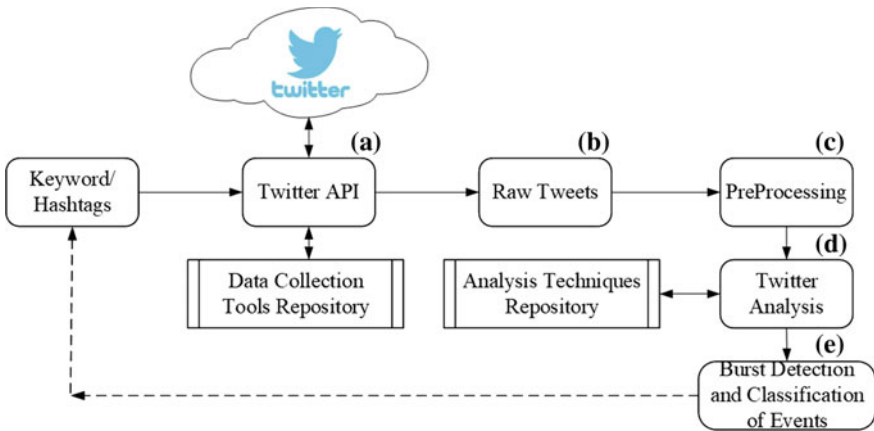 twitter
(a)
(b)
(c)
Keyword/
Hashtags
Twitter API
Raw Tweets
PreProcessing
(d)
Data Collection
Tools Repository
Analysis Techniques
Repository
Twitter
Analysis
(e)
Burst Detection
and Classification
of Events